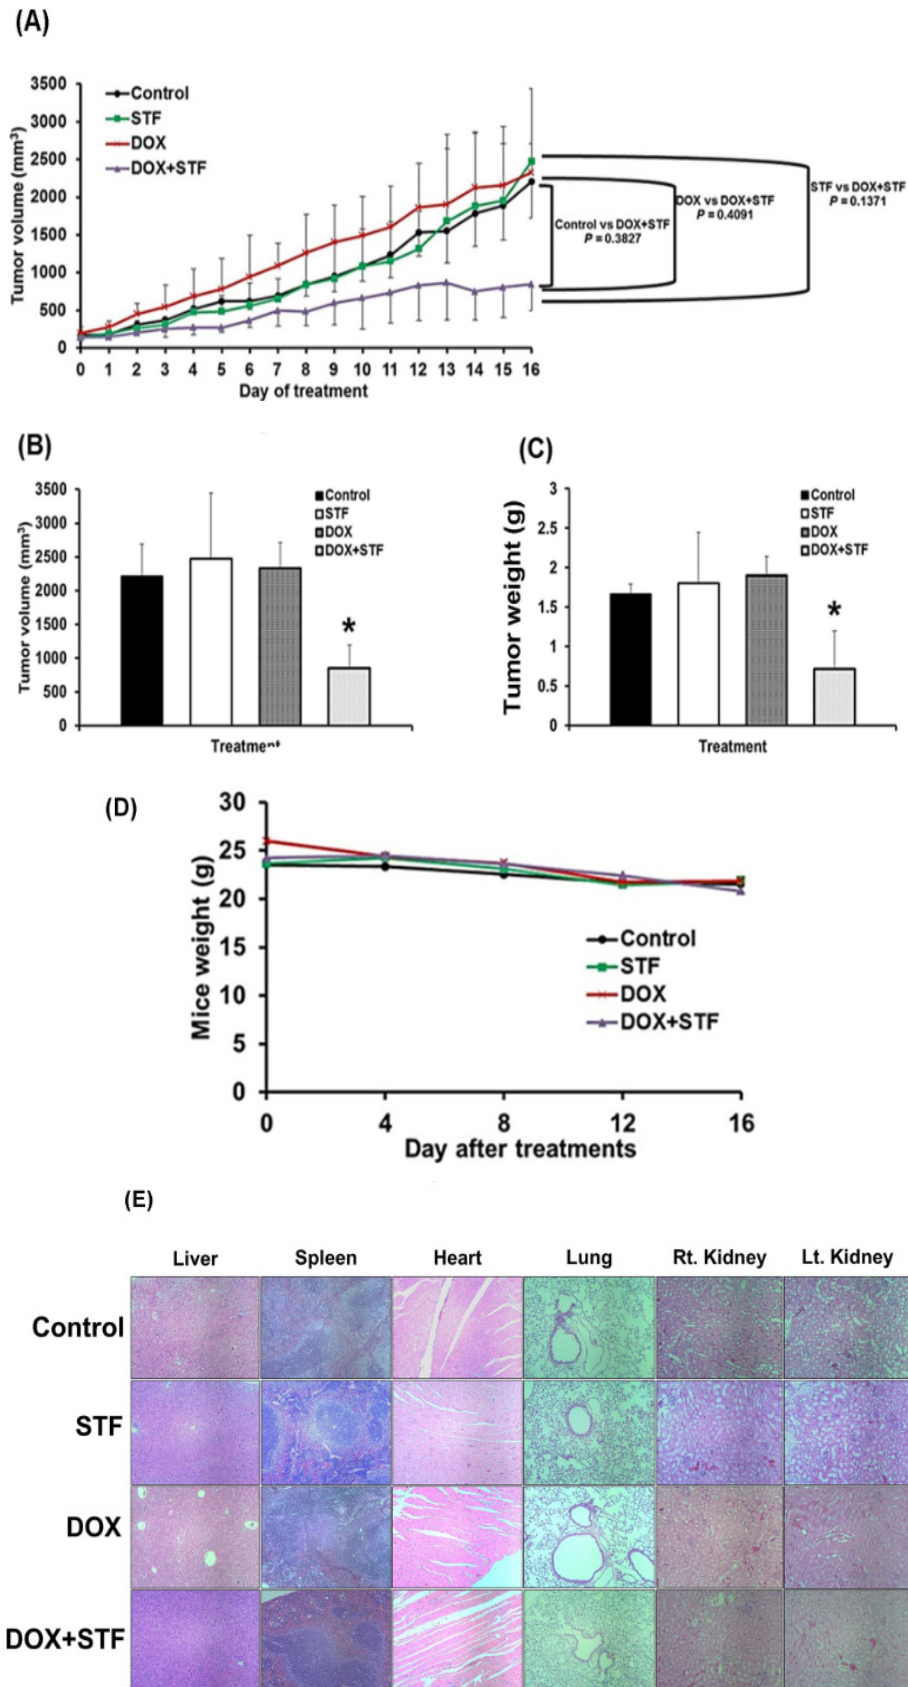 (A)
3500
3000
2500
2000
1500
1000
500
0
Tumor volume (mm³)
Control
STF
DOX
DOX+STF
0 1 2 3 4 5 6 7 8 9 10 11 12 13 14 15 16
Day of treatment
Control vs DOX+STF
P = 0.3827
DOX vs DOX+STF
P = 0.4091
STF vs DOX+STF
P = 0.1371
(B)
3500
3000
2500
2000
1500
1000
500
0
Tumor volume (mm³)
Control
STF
DOX
DOX+STF
*
Treatment
(C)
3
2.5
2
1.5
1
0.5
0
Tumor weight (g)
Control
STF
DOX
DOX+STF
*
Treatment
(D)
30
25
20
15
10
5
0
Mice weight (g)
Control
STF
DOX
DOX+STF
0 4 8 12 16
Day after treatments
(E)
Liver Spleen Heart Lung Rt. Kidney Lt. Kidney
Control
STF
DOX
DOX+STF